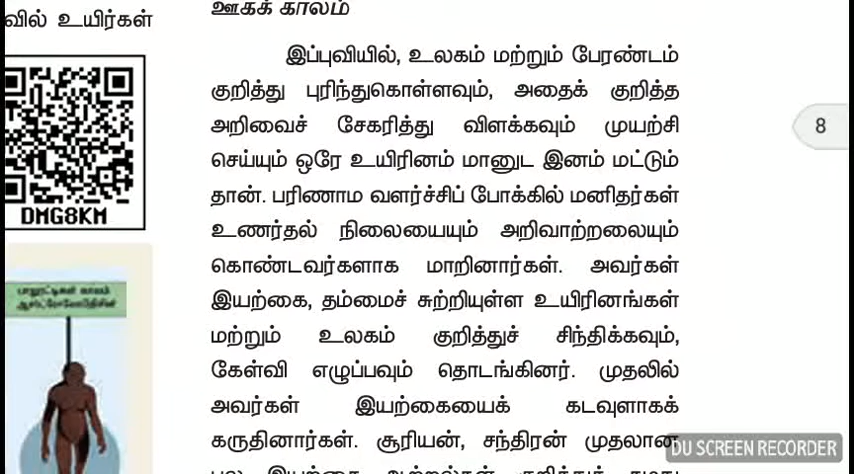 வில் உயிர்கள்
DMG8KM
ஊகக் காலம்
இப்புவியில், உலகம் மற்றும் பேரண்டம்
குறித்து புரிந்துகொள்ளவும், அதைக் குறித்த
அறிவைச் சேகரித்து விளக்கவும் முயற்சி
செய்யும் ஒரே உயிரினம் மானுட இனம் மட்டும்
தான். பரிணாம வளர்ச்சிப் போக்கில் மனிதர்கள்
உணர்தல் நிலையையும் அறிவாற்றலையும்
கொண்டவர்களாக மாறினார்கள். அவர்கள்
இயற்கை, தம்மைச் சுற்றியுள்ள உயிரினங்கள்
மற்றும் உலகம் குறித்துச் சிந்திக்கவும்,
கேள்வி எழுப்பவும் தொடங்கினர். முதலில்
அவர்கள் இயற்கையைக் கடவுளாகக்
கருதினார்கள். சூரியன், சந்திரன் முதலான
8
DU SCREEN RECORDER